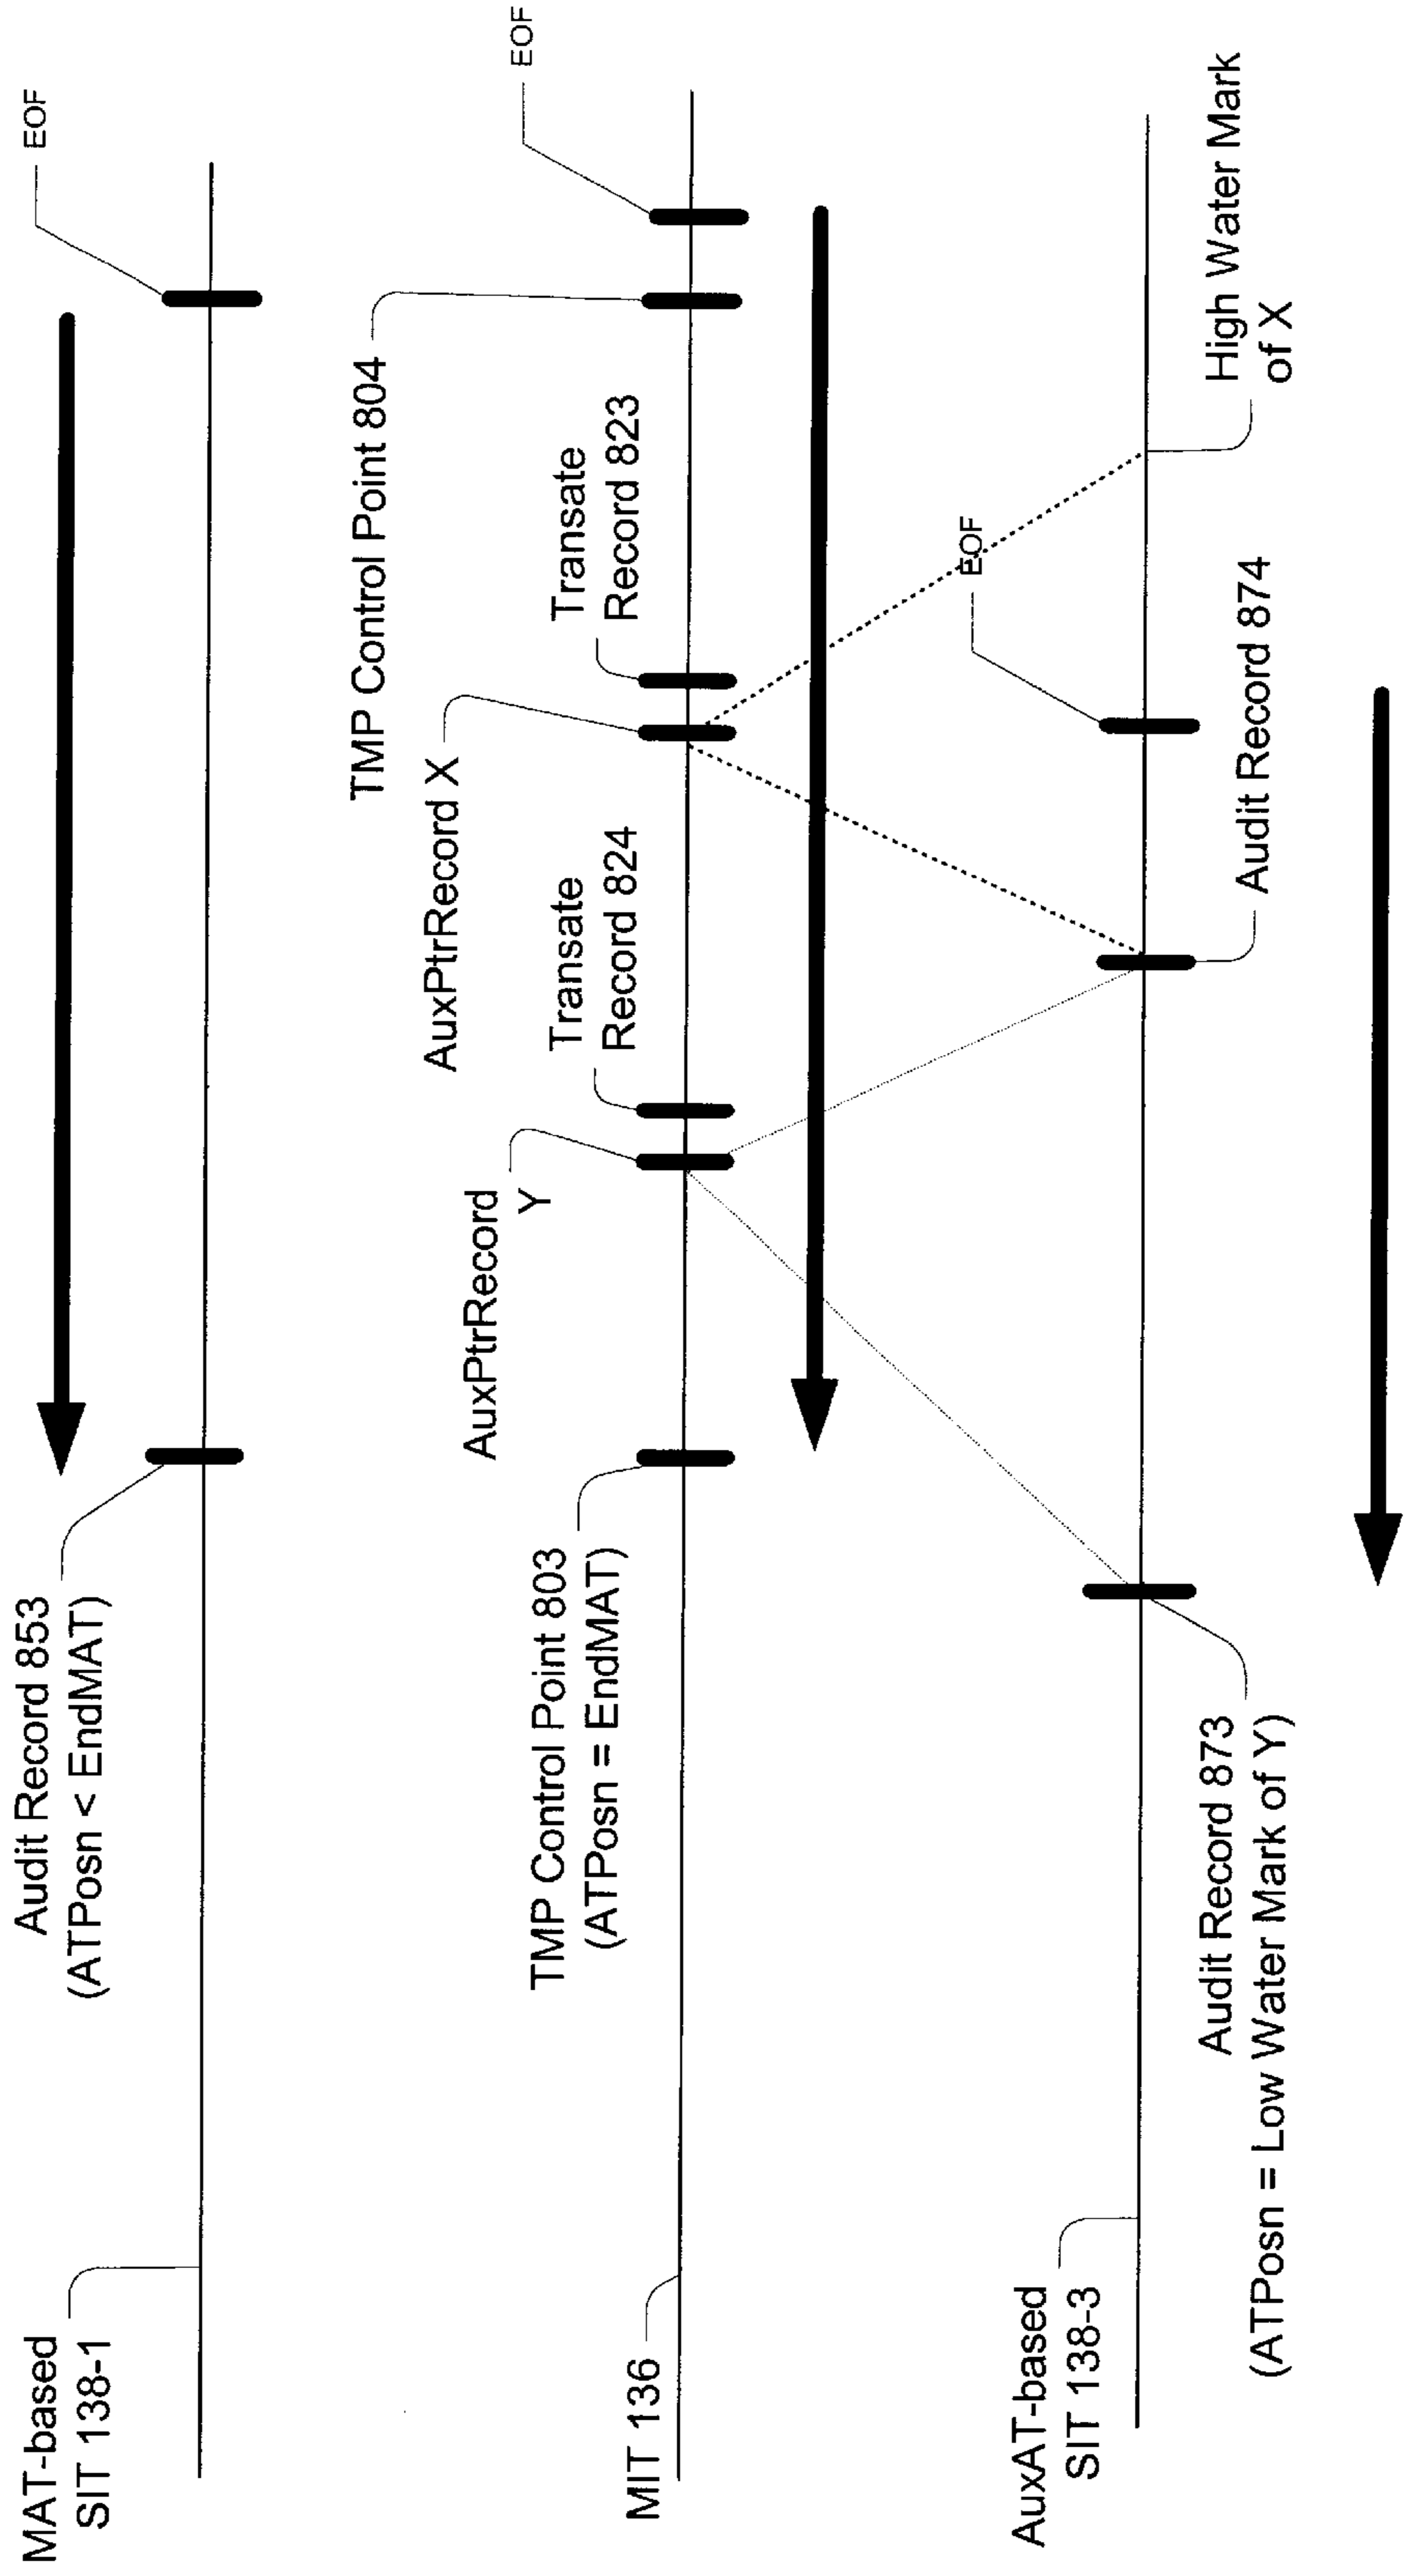 MAT-based
SIT 138-1
Audit Record 853
(ATPosn < EndMAT)
EOF
MIT 136
TMP Control Point 803
(ATPosn = EndMAT)
AuxPtrRecord
Y
Transate
Record 824
AuxPtrRecord X
Transate
Record 823
TMP Control Point 804
EOF
AuxAT-based
SIT 138-3
Audit Record 873
(ATPosn = Low Water Mark of Y)
Audit Record 874
EOF
High Water Mark
of X